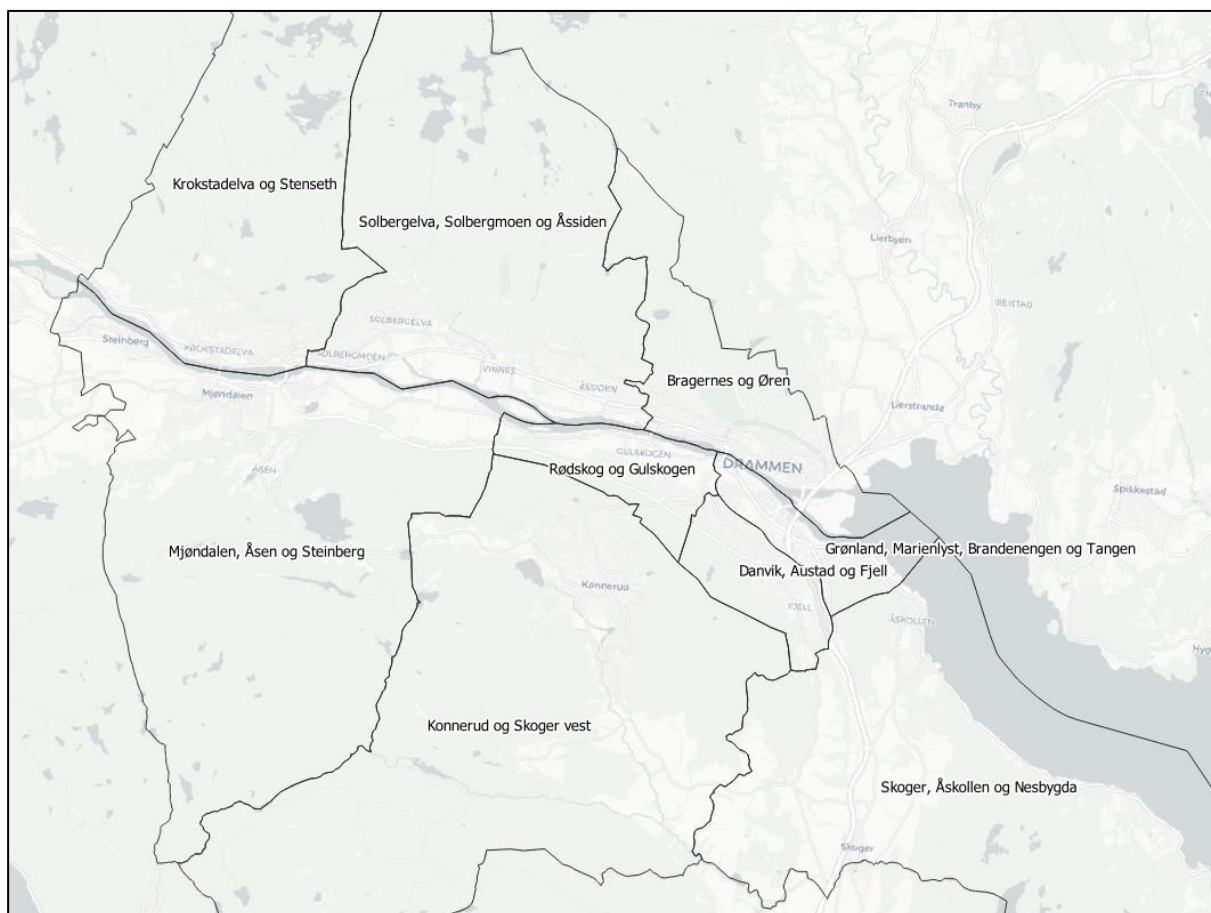 Tranby
Krokstadelva og Stenseth
Solbergelva, Solbergmoen og Åssiden
Lierbyen
REISTAD
SOLBERGELVA
Steinberg
KROKSTADELVA
SOLBERGMOEN
VINNES
ÅSSIDEN
Bragernes og Øren
Mjøndalen
Lierstranda
GULSKOGEN
DRAMMEN
ÅSEN
Rødskog og Gulskogen
Spikkestad
Mjøndalen, Åsen og Steinberg
Grønland, Marienlyst, Brandenengen og Tangen
Danvik, Austad og Fjell
Konnerud
FJELL
ÅSKOLLEN
Konnerud og Skoger vest
Skoger, Åskollen og Nesbygda
Skoger